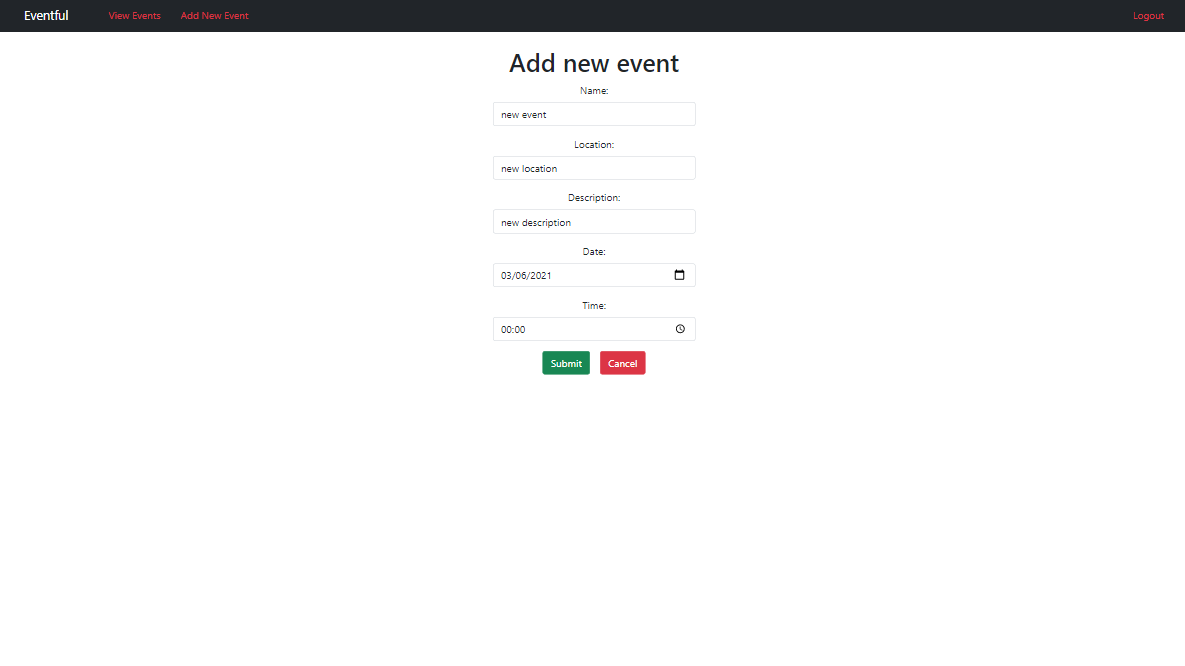 Eventful View Events Add New Event Logout
Add new event
Name:
new event
Location:
new location
Description:
new description
Date:
03/06/2021
Time:
00:00
Submit Cancel